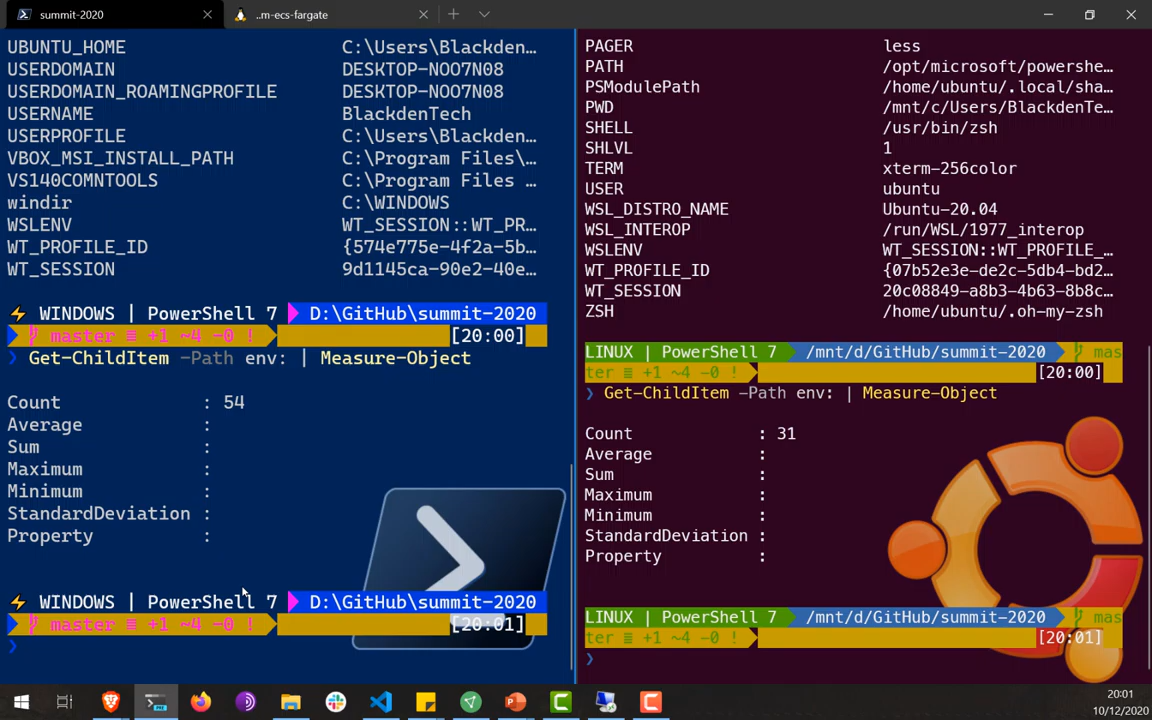 summit-2020
..m-ecs-fargate
UBUNTU_HOME C:\Users\Blackden…
USERDOMAIN DESKTOP-NOO7N08
USERDOMAIN_ROAMINGPROFILE DESKTOP-NOO7N08
USERNAME BlackdenTech
USERPROFILE C:\Users\Blackden…
VBOX_MSI_INSTALL_PATH C:\Program Files\…
VS140COMNTOOLS C:\Program Files …
windir C:\WINDOWS
WSLENV WT_SESSION::WT_PR…
WT_PROFILE_ID {574e775e-4f2a-5b…
WT_SESSION 9d1145ca-90e2-40e…
WINDOWS | PowerShell 7 D:\GitHub\summit-2020
master ≡ +1 ~4 -0 ! [20:00]
❯ Get-ChildItem -Path env: | Measure-Object
Count : 54
Average :
Sum :
Maximum :
Minimum :
StandardDeviation :
Property :
WINDOWS | PowerShell 7 D:\GitHub\summit-2020
master ≡ +1 ~4 -0 ! [20:01]
❯
PAGER less
PATH /opt/microsoft/powershe…
PSModulePath /home/ubuntu/.local/sha…
PWD /mnt/c/Users/BlackdenTe…
SHELL /usr/bin/zsh
SHLVL 1
TERM xterm-256color
USER ubuntu
WSL_DISTRO_NAME Ubuntu-20.04
WSL_INTEROP /run/WSL/1977_interop
WSLENV WT_SESSION::WT_PROFILE_…
WT_PROFILE_ID {07b52e3e-de2c-5db4-bd2…
WT_SESSION 20c08849-a8b3-4b63-8b8c…
ZSH /home/ubuntu/.oh-my-zsh
LINUX | PowerShell 7 /mnt/d/GitHub/summit-2020 mas
ter ≡ +1 ~4 -0 ! [20:00]
❯ Get-ChildItem -Path env: | Measure-Object
Count : 31
Average :
Sum :
Maximum :
Minimum :
StandardDeviation :
Property :
LINUX | PowerShell 7 /mnt/d/GitHub/summit-2020 mas
ter ≡ +1 ~4 -0 ! [20:01]
❯
20:01
10/12/2020